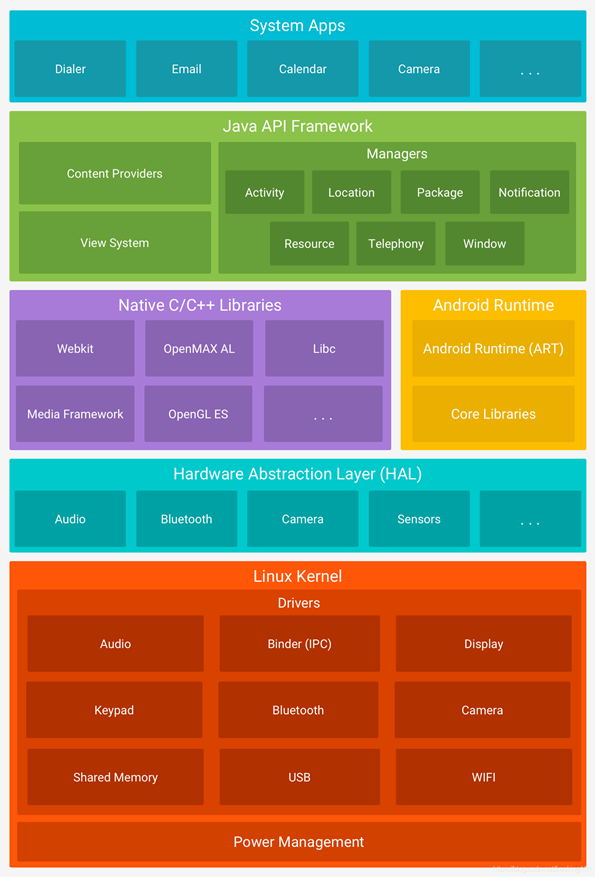 System Apps
Dialer Email Calendar Camera . . .
Java API Framework
Content Providers
View System
Managers
Activity Location Package Notification
Resource Telephony Window
Native C/C++ Libraries
Webkit OpenMAX AL Libc
Media Framework OpenGL ES . . .
Android Runtime
Android Runtime (ART)
Core Libraries
Hardware Abstraction Layer (HAL)
Audio Bluetooth Camera Sensors . . .
Linux Kernel
Drivers
Audio Binder (IPC) Display
Keypad Bluetooth Camera
Shared Memory USB WIFI
Power Management